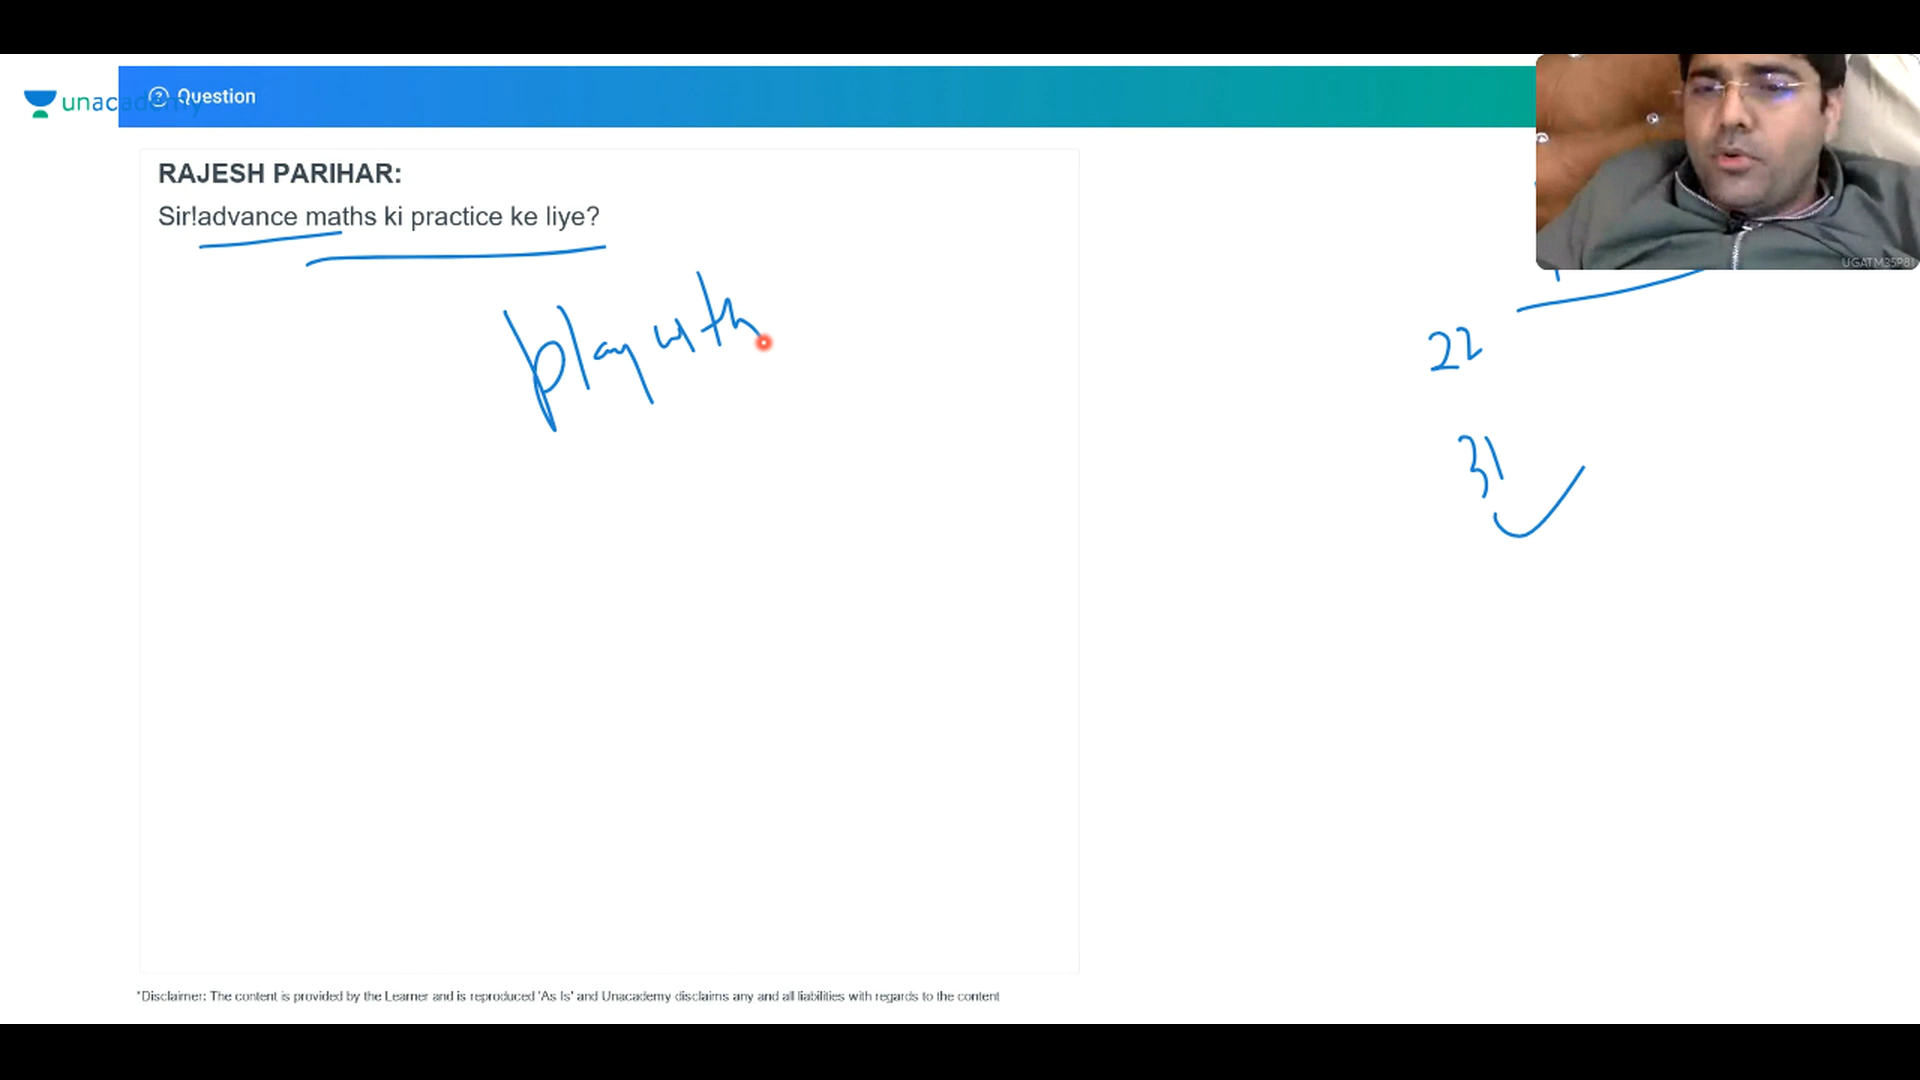 unacademy
Question
RAJESH PARIHAR:
Sir!advance maths ki practice ke liye?
play with
22
31
UGATM35P81
*Disclaimer: The content is provided by the Learner and is reproduced 'As Is' and Unacademy disclaims any and all liabilities with regards to the content